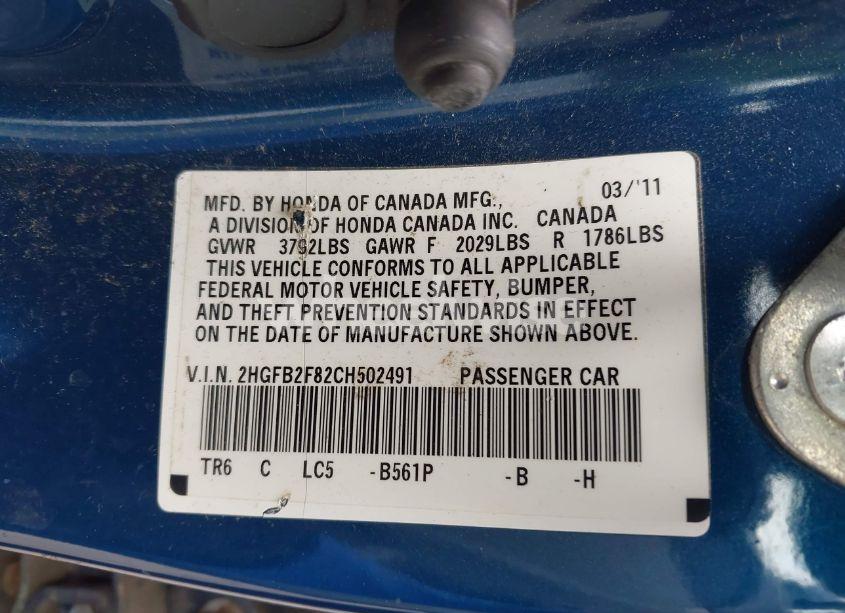 MFD. BY HONDA OF CANADA MFG., 03/'11
A DIVISION OF HONDA CANADA INC. CANADA
GVWR 3792LBS GAWR F 2029LBS R 1786LBS
THIS VEHICLE CONFORMS TO ALL APPLICABLE
FEDERAL MOTOR VEHICLE SAFETY, BUMPER,
AND THEFT PREVENTION STANDARDS IN EFFECT
ON THE DATE OF MANUFACTURE SHOWN ABOVE.
V.I.N. 2HGFB2F82CH502491 PASSENGER CAR
TR6 C LC5 -B561P -B -H